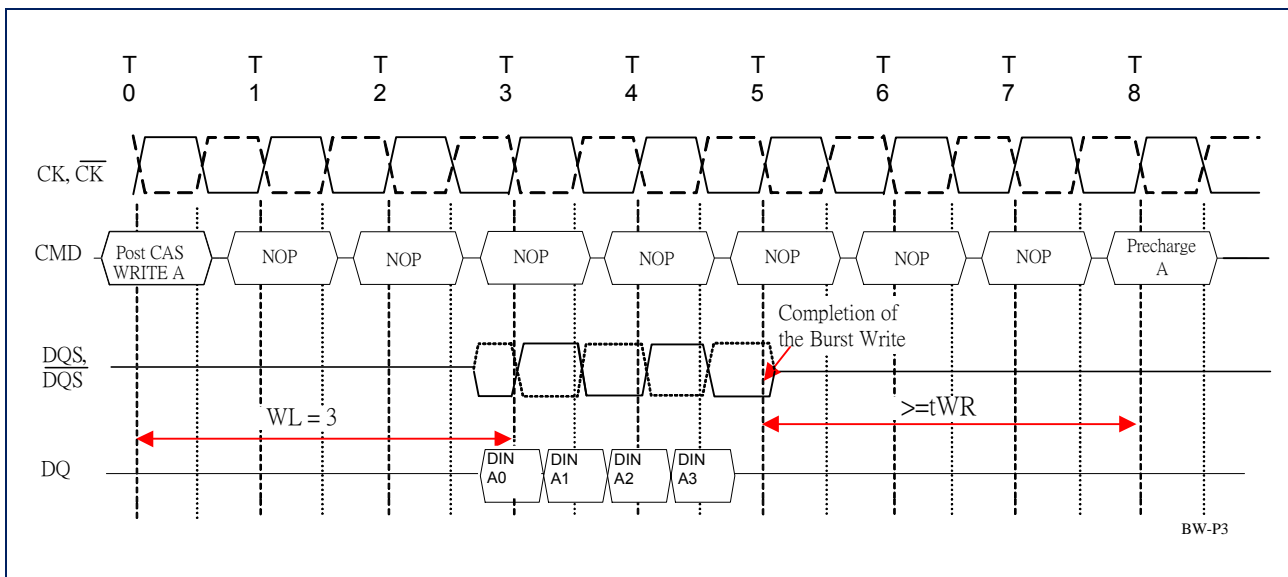 T T T T T T T T T
0 1 2 3 4 5 6 7 8
CK, CK
CMD
Post CAS
WRITE A
NOP
NOP
NOP
NOP
NOP
NOP
NOP
Precharge
A
Completion of
the Burst Write
DQS,
DQS
WL = 3
>=tWR
DQ
DIN
A0
DIN
A1
DIN
A2
DIN
A3
BW-P3